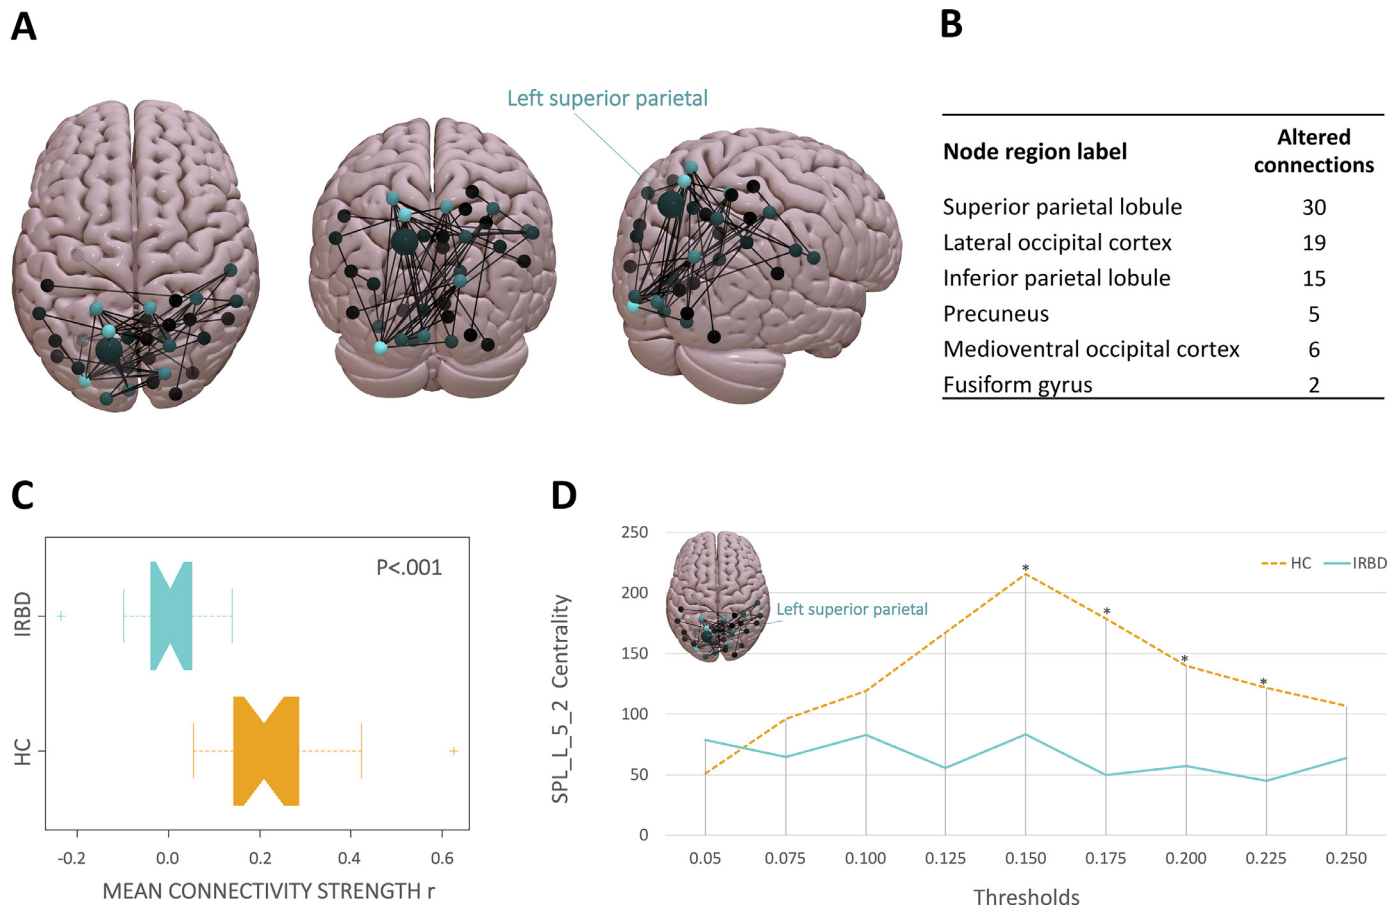 A
Left superior parietal
B
Node region label
Altered connections
Superior parietal lobule 30
Lateral occipital cortex 19
Inferior parietal lobule 15
Precuneus 5
Medioventral occipital cortex 6
Fusiform gyrus 2
C
P<.001
IRBD
HC
-0.2 0.0 0.2 0.4 0.6
MEAN CONNECTIVITY STRENGTH r
D
SPL_L_5_2 Centrality
250
200
150
100
50
0
HC IRBD
Left superior parietal
* * * *
0.05 0.075 0.100 0.125 0.150 0.175 0.200 0.225 0.250
Thresholds